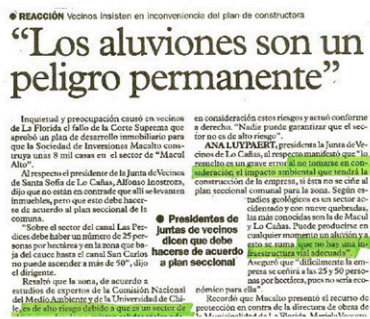 ● REACCIÓN Vecinos insisten en inconveniencia del plan de constructora
“Los aluviones son un
peligro permanente”
Inquietud y preocupación causó en vecinos
de La Florida el fallo de la Corte Suprema que
aprobó un plan de desarrollo inmobiliario para
que la Sociedad de Inversiones Macalto cons-
truya unas 8 mil casas en el sector de “Macul
Alto”.
Al respecto el presidente de la Junta de Veci-
nos de Santa Sofía de Lo Cañas, Alfonso Inostroza,
dijo que no están en contra de que allí se levanten
inmuebles, pero que esto debe hacer-
se de acuerdo al plan seccional de la
comuna.
“Sobre el sector del canal Las Per-
dices debe haber un número de 25 per-
sonas por hectárea y en la zona que ba-
ja del cauce hasta el canal San Carlos
no puede ascender a más de 50”, dijo
el dirigente.
Resaltó que la zona, de acuerdo a
estudios de expertos de la Comisión Nacional
del Medio Ambiente y de la Universidad de Chi-
le, es de alto riesgo debido a que es un sector de
● Presidentes de
juntas de vecinos
dicen que debe
hacerse de acuerdo
a plan seccional
en consideración estos riesgos y actuó conforme
a derecho. “Nadie puede garantizar que el sec-
tor no es de alto riesgo”.
ANA LUYPAERT, presidenta Junta de Ve-
cinos de Lo Cañas, al respecto manifestó que “lo
resuelto es un grave error al no tomarse en con-
sideración el impacto ambiental que tendrá la
construcción de la empresa, si ésta no se ciñe al
plan seccional comunal para la zona. Según es-
tudios geológicos es un sector ac-
cidentado y con nueve quebradas,
las más conocidas son la de Macul
y Lo Cañas. Puede producirse en
cualquier momento un aluvión y a
esto se suma que no hay una in-
fraestructura vial adecuada”.
Añadió que “difícilmente la em-
presa se ceñirá a las 25 y 50 perso-
nas por hectárea, pues no sería eco-
nómico para ella”.
Recordó que Macalto presentó el recurso de
protección en contra de la directora de obras de